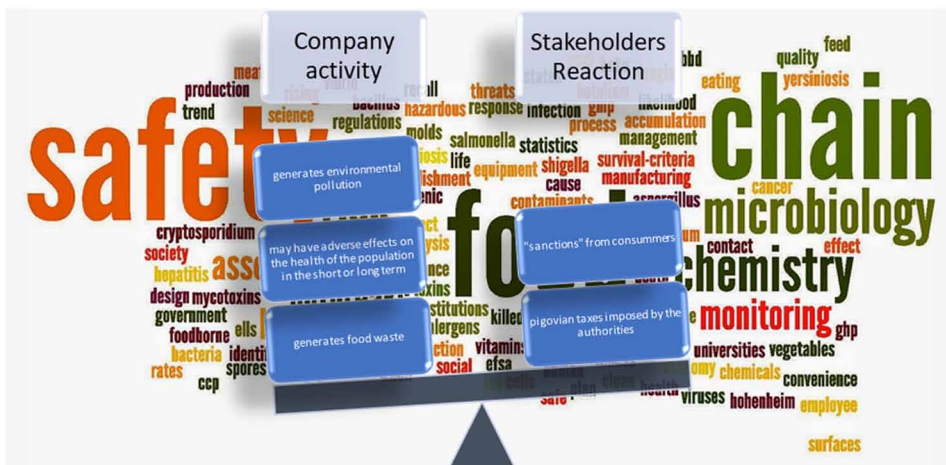 Company
activity
Stakeholders
Reaction
generates environmental
pollution
may have adverse effects on
the health of the population
in the short or long term
generates food waste
"sanctions" from consummers
pigovian taxes imposed by the
authorities
safety
chain
microbiology
chemistry
monitoring
production
trend
science
regulations
bacillus
hazardous
threats
response
infection
gmp
process
likelihood
accumulation
management
eating
quality
feed
yersiniosis
bbd
molds
salmonella
statistics
life
equipment
shigella
cause
survival-criteria
manufacturing
contaminants
cancer
contact
effect
cryptosporidium
society
hepatitis
design
mycotoxins
government
foodborne
ells
bacteria
rates
spores
ccp
killed
social
efsa
ghp
universities
vegetables
chemicals
convenience
health
viruses
hohenheim
employee
surfaces